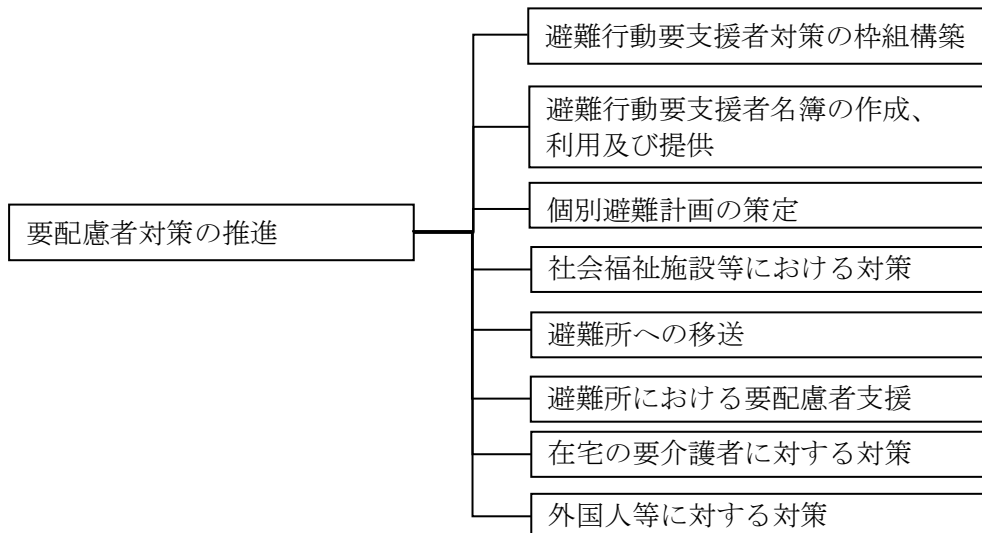 要配慮者対策の推進
避難行動要支援者対策の枠組構築
避難行動要支援者名簿の作成、
利用及び提供
個別避難計画の策定
社会福祉施設等における対策
避難所への移送
避難所における要配慮者支援
在宅の要介護者に対する対策
外国人等に対する対策